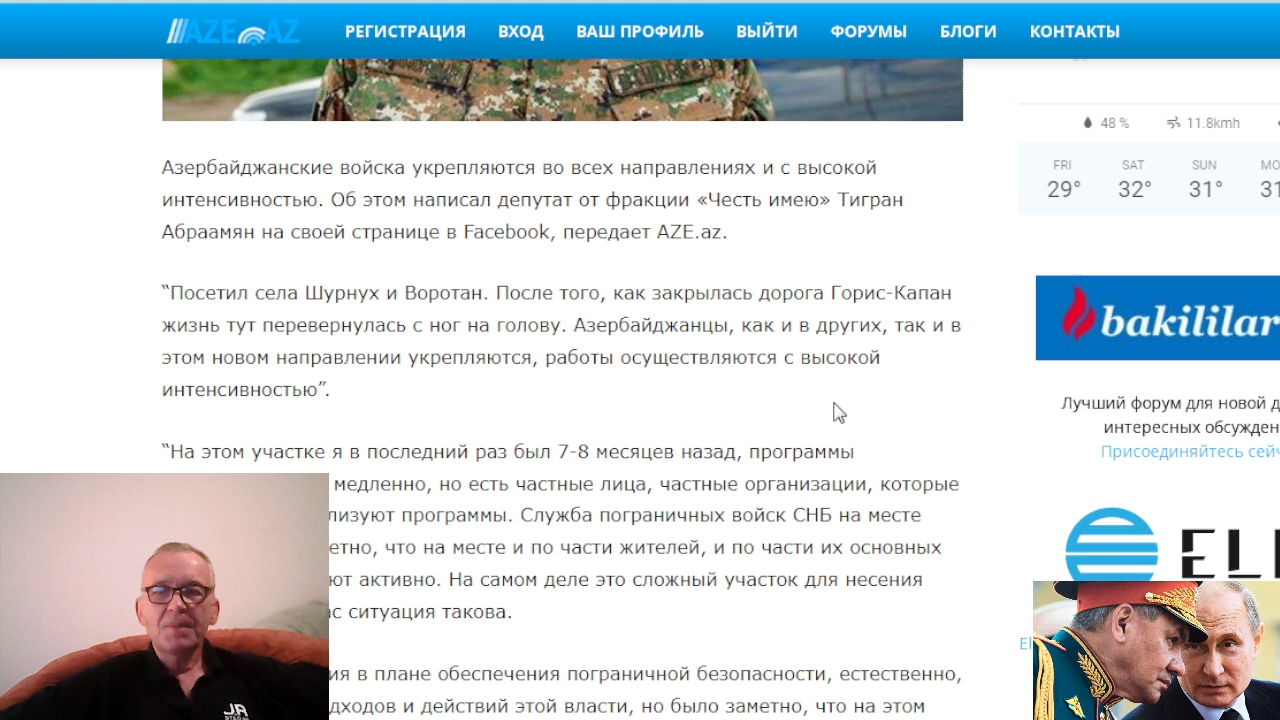 AZE.AZ
РЕГИСТРАЦИЯ ВХОД ВАШ ПРОФИЛЬ ВЫЙТИ ФОРУМЫ БЛОГИ КОНТАКТЫ
Азербайджанские войска укрепляются во всех направлениях и с высокой
интенсивностью. Об этом написал депутат от фракции «Честь имею» Тигран
Абраамян на своей странице в Facebook, передает AZE.az.
“Посетил села Шурнух и Воротан. После того, как закрылась дорога Горис-Капан
жизнь тут перевернулась с ног на голову. Азербайджанцы, как и в других, так и в
этом новом направлении укрепляются, работы осуществляются с высокой
интенсивностью”.
“На этом участке я в последний раз был 7-8 месяцев назад, программы
медленно, но есть частные лица, частные организации, которые
лизуют программы. Служба пограничных войск СНБ на месте
етно, что на месте и по части жителей, и по части их основных
ют активно. На самом деле это сложный участок для несения
ас ситуация такова.
ия в плане обеспечения пограничной безопасности, естественно,
дходов и действий этой власти, но было заметно, что на этом
48 % 11.8kmh
FRI SAT SUN MO
29° 32° 31° 31
bakililar
Лучший форум для новой д
интересных обсужден
Присоединяйтесь сейч
ELE
El
JR